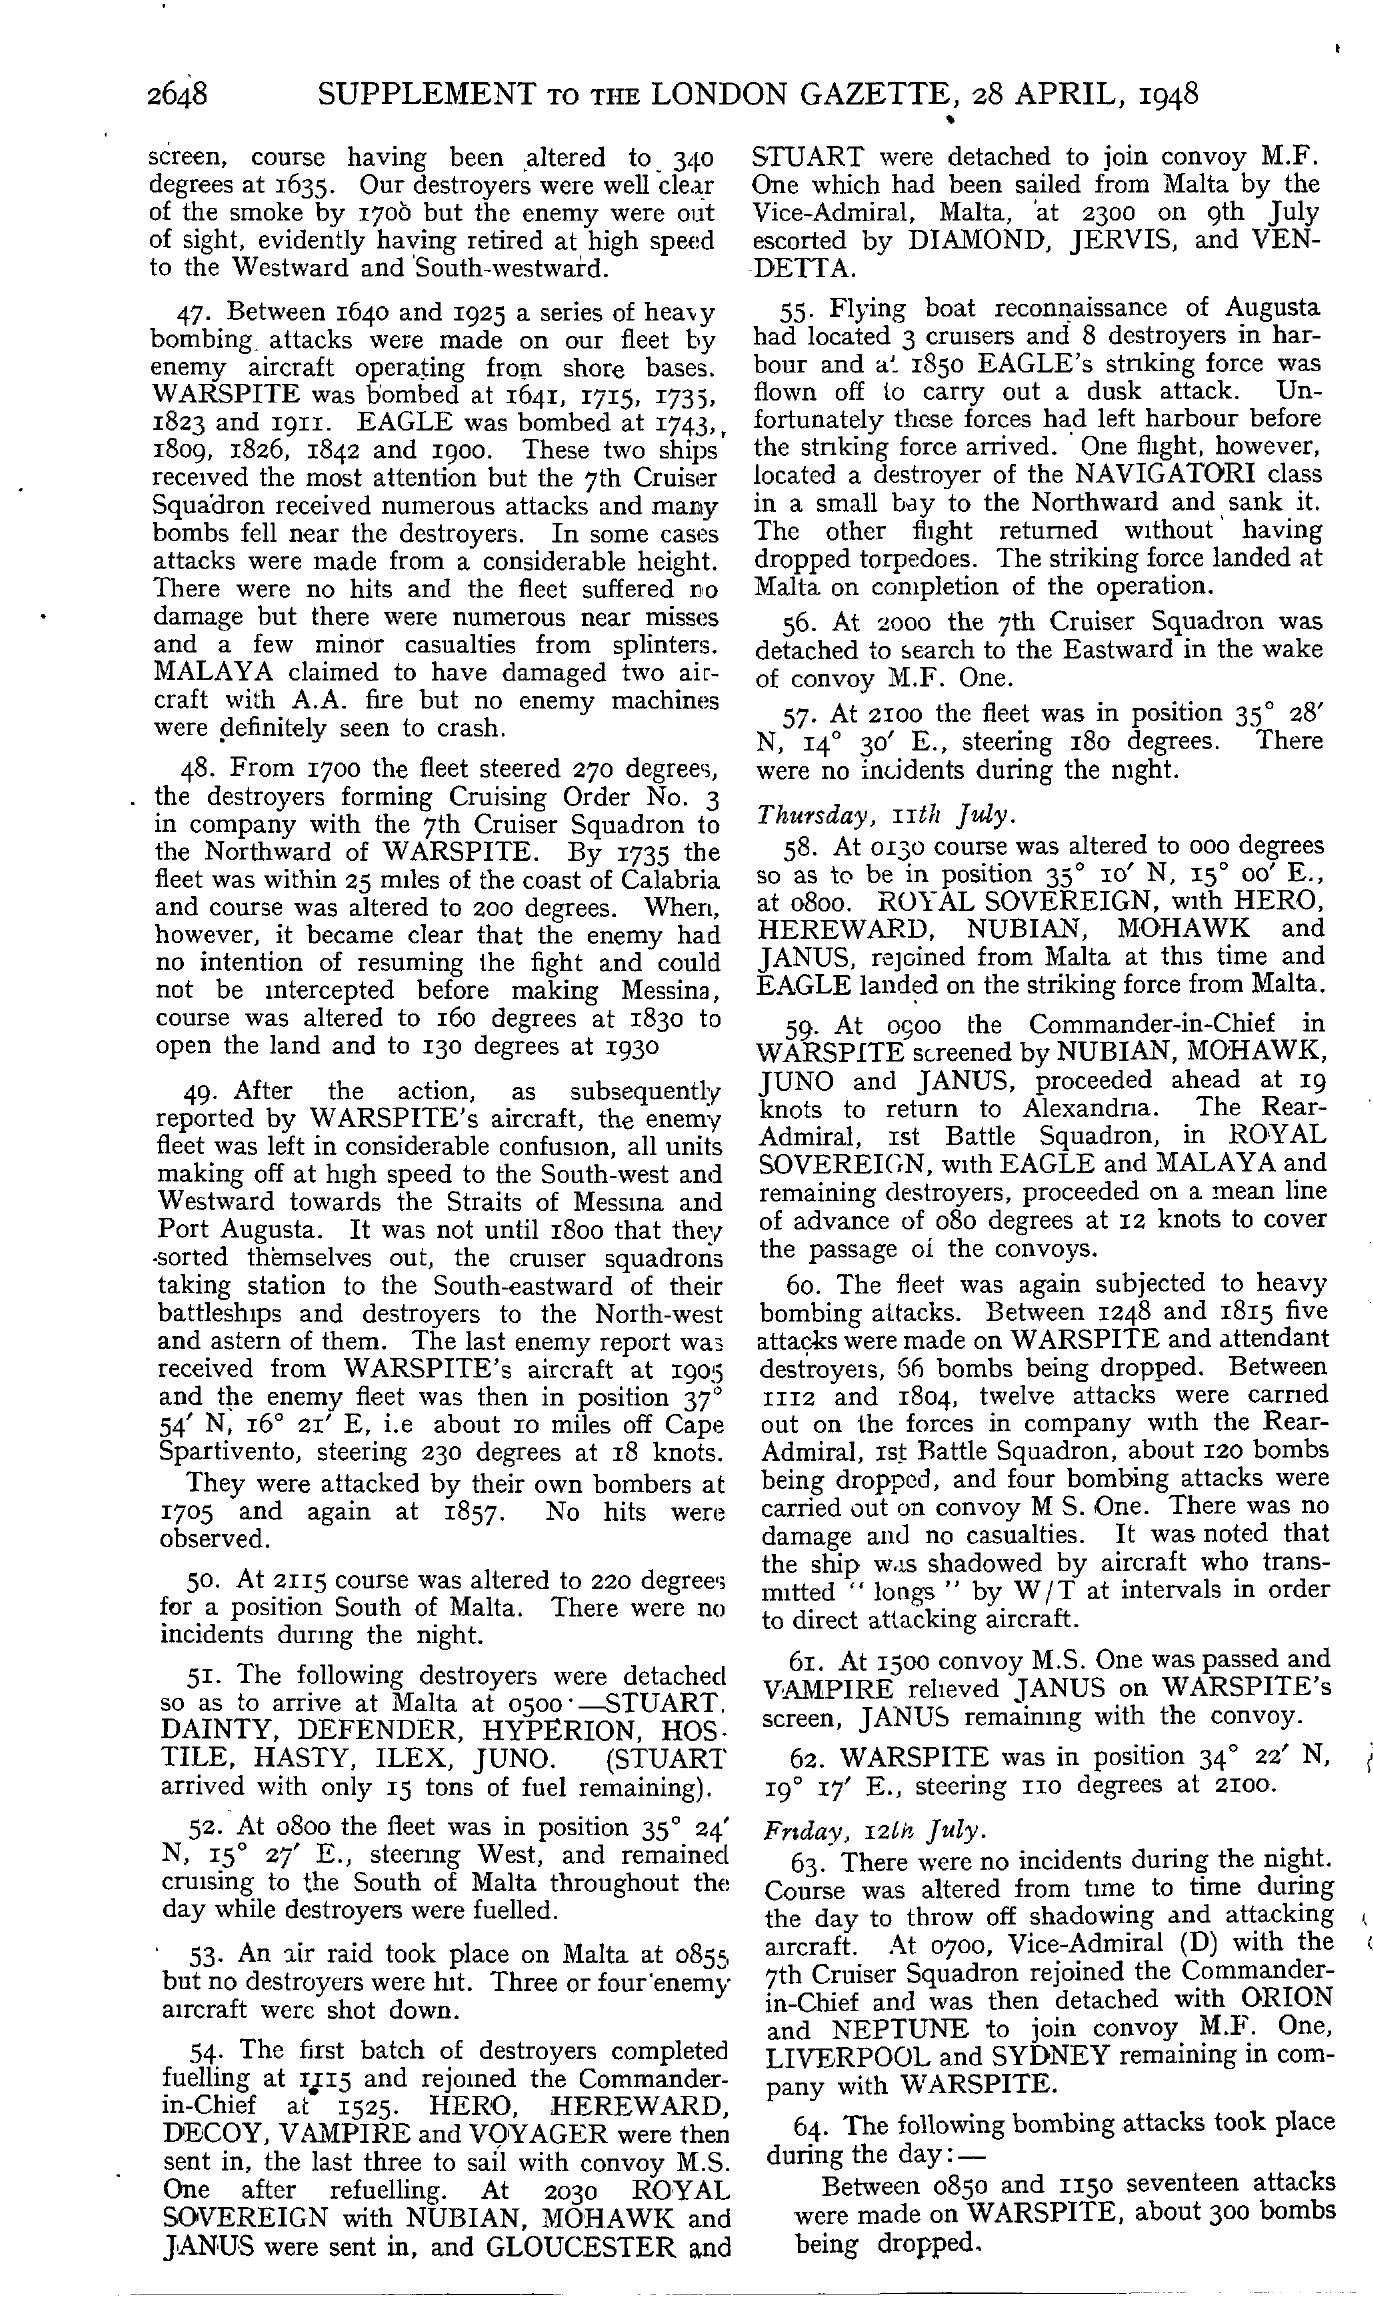 2648 SUPPLEMENT TO THE LONDON GAZETTE, 28 APRIL, 1948
screen, course having been altered to 340
degrees at 1635. Our destroyers were well clear
of the smoke by 1700 but the enemy were out
of sight, evidently having retired at high speed
to the Westward and South-westward.
47. Between 1640 and 1925 a series of heavy
bombing attacks were made on our fleet by
enemy aircraft operating from shore bases.
WARSPITE was bombed at 1641, 1715, 1735,
1823 and 1911. EAGLE was bombed at 1743,
1809, 1826, 1842 and 1900. These two ships
received the most attention but the 7th Cruiser
Squadron received numerous attacks and many
bombs fell near the destroyers. In some cases
attacks were made from a considerable height.
There were no hits and the fleet suffered no
damage but there were numerous near misses
and a few minor casualties from splinters.
MALAYA claimed to have damaged two air-
craft with A.A. fire but no enemy machines
were definitely seen to crash.
48. From 1700 the fleet steered 270 degrees,
the destroyers forming Cruising Order No. 3
in company with the 7th Cruiser Squadron to
the Northward of WARSPITE. By 1735 the
fleet was within 25 miles of the coast of Calabria
and course was altered to 200 degrees. When,
however, it became clear that the enemy had
no intention of resuming the fight and could
not be intercepted before making Messina,
course was altered to 160 degrees at 1830 to
open the land and to 130 degrees at 1930
49. After the action, as subsequently
reported by WARSPITE's aircraft, the enemy
fleet was left in considerable confusion, all units
making off at high speed to the South-west and
Westward towards the Straits of Messina and
Port Augusta. It was not until 1800 that they
sorted themselves out, the cruiser squadrons
taking station to the South-eastward of their
battleships and destroyers to the North-west
and astern of them. The last enemy report was
received from WARSPITE's aircraft at 1905
and the enemy fleet was then in position 37°
54′ N, 16° 21′ E, i.e about 10 miles off Cape
Spartivento, steering 230 degrees at 18 knots.
They were attacked by their own bombers at
1705 and again at 1857. No hits were
observed.
50. At 2115 course was altered to 220 degrees
for a position South of Malta. There were no
incidents during the night.
51. The following destroyers were detached
so as to arrive at Malta at 0500·—STUART,
DAINTY, DEFENDER, HYPERION, HOS-
TILE, HASTY, ILEX, JUNO. (STUART
arrived with only 15 tons of fuel remaining).
52. At 0800 the fleet was in position 35° 24′
N, 15° 27′ E., steering West, and remained
cruising to the South of Malta throughout the
day while destroyers were fuelled.
53. An air raid took place on Malta at 0855
but no destroyers were hit. Three or four enemy
aircraft were shot down.
54. The first batch of destroyers completed
fuelling at 1115 and rejoined the Commander-
in-Chief at 1525. HERO, HEREWARD,
DECOY, VAMPIRE and VOYAGER were then
sent in, the last three to sail with convoy M.S.
One after refuelling. At 2030 ROYAL
SOVEREIGN with NUBIAN, MOHAWK and
JANUS were sent in, and GLOUCESTER and
STUART were detached to join convoy M.F.
One which had been sailed from Malta by the
Vice-Admiral, Malta, at 2300 on 9th July
escorted by DIAMOND, JERVIS, and VEN-
DETTA.
55. Flying boat reconnaissance of Augusta
had located 3 cruisers and 8 destroyers in har-
bour and at 1850 EAGLE's striking force was
flown off to carry out a dusk attack. Un-
fortunately these forces had left harbour before
the striking force arrived. One flight, however,
located a destroyer of the NAVIGATORI class
in a small bay to the Northward and sank it.
The other flight returned without having
dropped torpedoes. The striking force landed at
Malta on completion of the operation.
56. At 2000 the 7th Cruiser Squadron was
detached to search to the Eastward in the wake
of convoy M.F. One.
57. At 2100 the fleet was in position 35° 28′
N, 14° 30′ E., steering 180 degrees. There
were no incidents during the night.
Thursday, 11th July.
58. At 0130 course was altered to 000 degrees
so as to be in position 35° 10′ N, 15° 00′ E.,
at 0800. ROYAL SOVEREIGN, with HERO,
HEREWARD, NUBIAN, MOHAWK and
JANUS, rejoined from Malta at this time and
EAGLE landed on the striking force from Malta.
59. At 0900 the Commander-in-Chief in
WARSPITE screened by NUBIAN, MOHAWK,
JUNO and JANUS, proceeded ahead at 19
knots to return to Alexandria. The Rear-
Admiral, 1st Battle Squadron, in ROYAL
SOVEREIGN, with EAGLE and MALAYA and
remaining destroyers, proceeded on a mean line
of advance of 080 degrees at 12 knots to cover
the passage of the convoys.
60. The fleet was again subjected to heavy
bombing attacks. Between 1248 and 1815 five
attacks were made on WARSPITE and attendant
destroyers, 66 bombs being dropped. Between
1112 and 1804, twelve attacks were carried
out on the forces in company with the Rear-
Admiral, 1st Battle Squadron, about 120 bombs
being dropped, and four bombing attacks were
carried out on convoy M S. One. There was no
damage and no casualties. It was noted that
the ship was shadowed by aircraft who trans-
mitted " longs " by W/T at intervals in order
to direct attacking aircraft.
61. At 1500 convoy M.S. One was passed and
VAMPIRE relieved JANUS on WARSPITE's
screen, JANUS remaining with the convoy.
62. WARSPITE was in position 34° 22′ N,
19° 17′ E., steering 110 degrees at 2100.
Friday, 12th July.
63. There were no incidents during the night.
Course was altered from time to time during
the day to throw off shadowing and attacking
aircraft. At 0700, Vice-Admiral (D) with the
7th Cruiser Squadron rejoined the Commander-
in-Chief and was then detached with ORION
and NEPTUNE to join convoy M.F. One,
LIVERPOOL and SYDNEY remaining in com-
pany with WARSPITE.
64. The following bombing attacks took place
during the day:—
Between 0850 and 1150 seventeen attacks
were made on WARSPITE, about 300 bombs
being dropped.